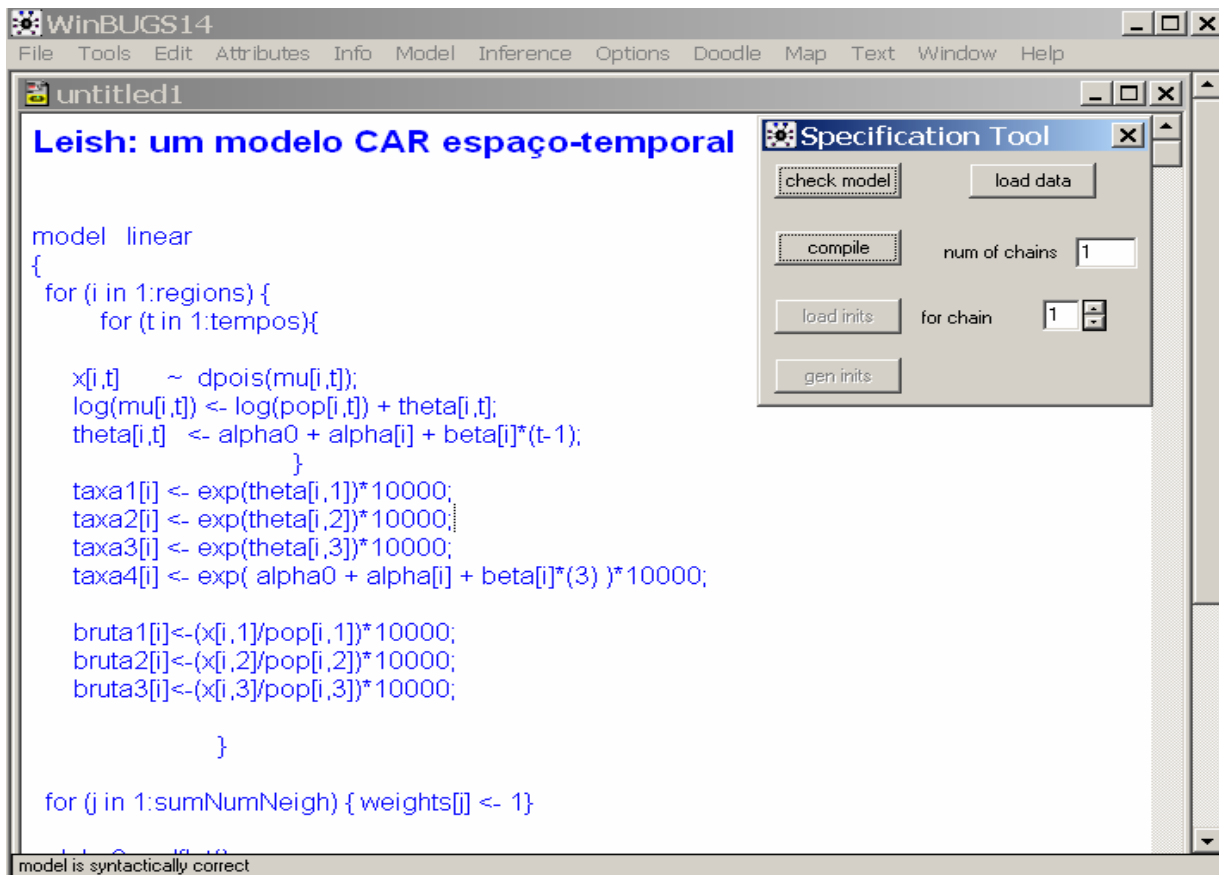 WinBUGS14
File Tools Edit Attributes Info Model Inference Options Doodle Map Text Window Help
untitled1
Leish: um modelo CAR espaço-temporal
Specification Tool
check model load data
compile num of chains 1
load inits for chain 1
gen inits
model linear
{
for (i in 1:regions) {
for (t in 1:tempos){
x[i,t] ~ dpois(mu[i,t]);
log(mu[i,t]) <- log(pop[i,t]) + theta[i,t];
theta[i,t] <- alpha0 + alpha[i] + beta[i]*(t-1);
}
taxa1[i] <- exp(theta[i,1])*10000;
taxa2[i] <- exp(theta[i,2])*10000;
taxa3[i] <- exp(theta[i,3])*10000;
taxa4[i] <- exp( alpha0 + alpha[i] + beta[i]*(3) )*10000;
bruta1[i]<-(x[i,1]/pop[i,1])*10000;
bruta2[i]<-(x[i,2]/pop[i,2])*10000;
bruta3[i]<-(x[i,3]/pop[i,3])*10000;
}
for (j in 1:sumNumNeigh) { weights[j] <- 1}
model is syntactically correct